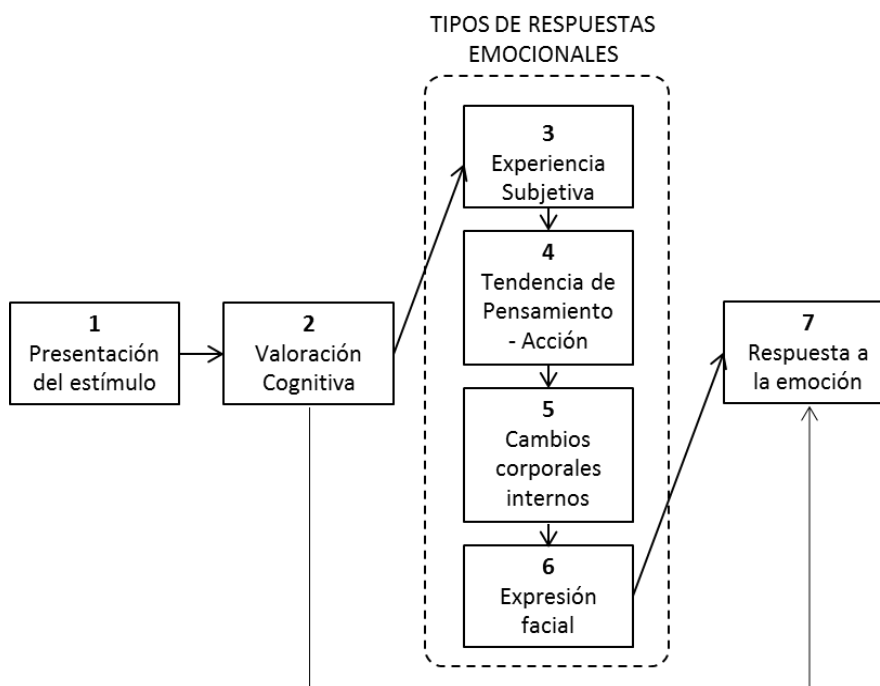 TIPOS DE RESPUESTAS
EMOCIONALES
1
Presentación
del estímulo
2
Valoración
Cognitiva
3
Experiencia
Subjetiva
4
Tendencia de
Pensamiento
- Acción
5
Cambios
corporales
internos
6
Expresión
facial
7
Respuesta a
la emoción